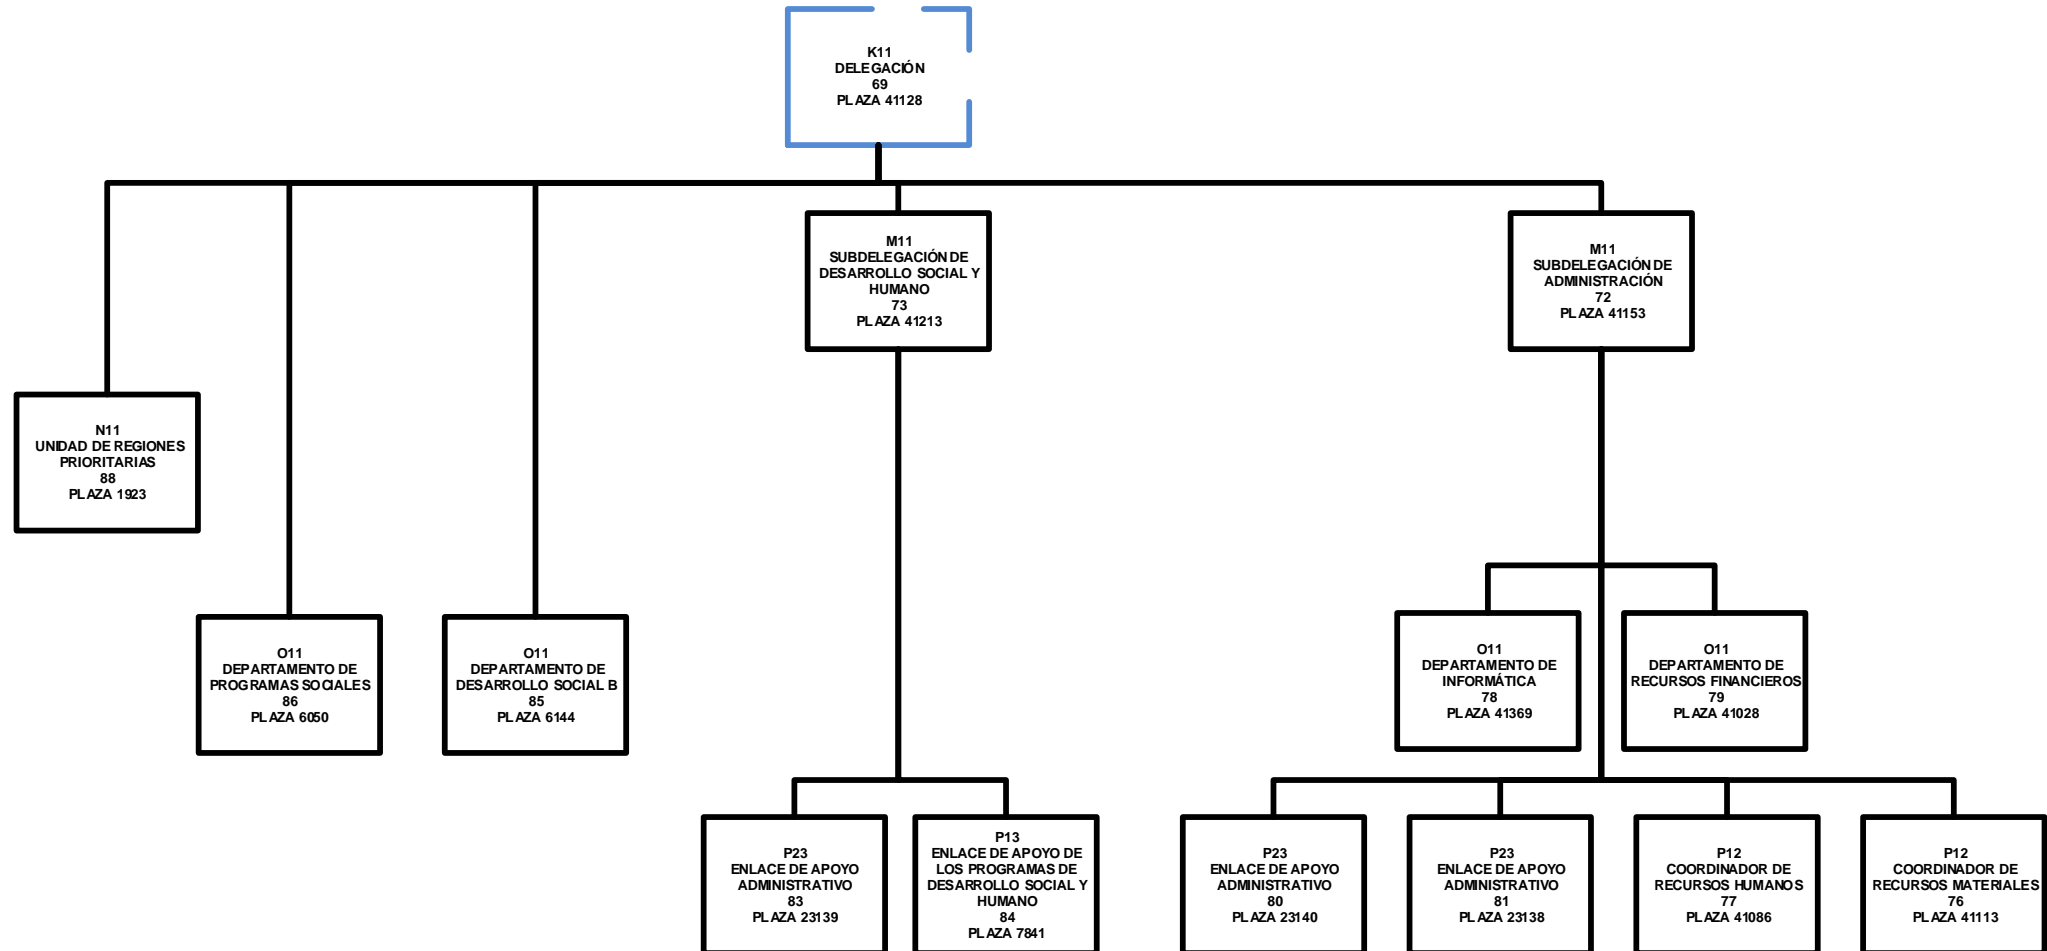 K11
DELEGACIÓN
69
PLAZA 41128
M11
SUBDELEGACIÓN DE
DESARROLLO SOCIAL Y
HUMANO
73
PLAZA 41213
M11
SUBDELEGACIÓN DE
ADMINISTRACIÓN
72
PLAZA 41153
N11
UNIDAD DE REGIONES
PRIORITARIAS
88
PLAZA 1923
O11
DEPARTAMENTO DE
PROGRAMAS SOCIALES
86
PLAZA 6050
O11
DEPARTAMENTO DE
DESARROLLO SOCIAL B
85
PLAZA 6144
O11
DEPARTAMENTO DE
INFORMÁTICA
78
PLAZA 41369
O11
DEPARTAMENTO DE
RECURSOS FINANCIEROS
79
PLAZA 41028
P23
ENLACE DE APOYO
ADMINISTRATIVO
83
PLAZA 23139
P13
ENLACE DE APOYO DE
LOS PROGRAMAS DE
DESARROLLO SOCIAL Y
HUMANO
84
PLAZA 7841
P23
ENLACE DE APOYO
ADMINISTRATIVO
80
PLAZA 23140
P23
ENLACE DE APOYO
ADMINISTRATIVO
81
PLAZA 23138
P12
COORDINADOR DE
RECURSOS HUMANOS
77
PLAZA 41086
P12
COORDINADOR DE
RECURSOS MATERIALES
76
PLAZA 41113